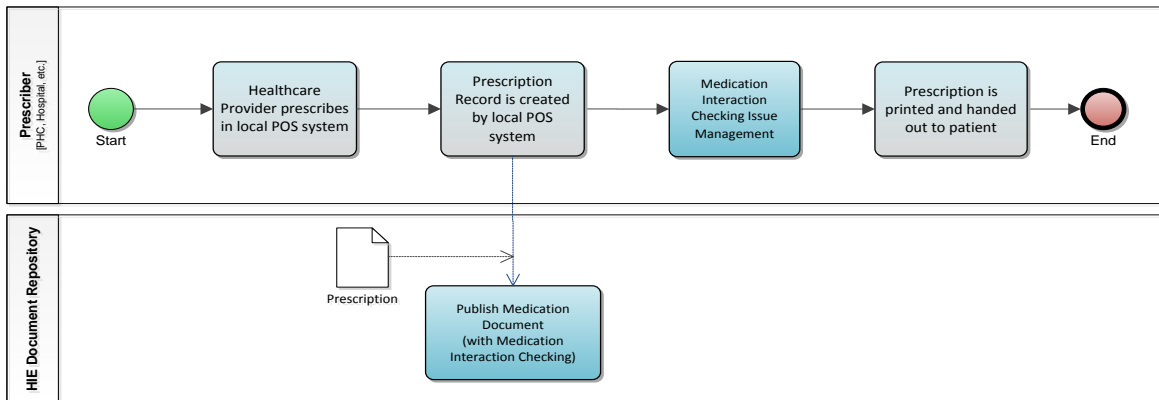 Prescriber
[PHC, Hospital, etc.]
Start
Healthcare
Provider prescribes
in local POS system
Prescription
Record is created
by local POS
system
Medication
Interaction
Checking Issue
Management
Prescription is
printed and handed
out to patient
End
HIE Document Repository
Prescription
Publish Medication
Document
(with Medication
Interaction Checking)